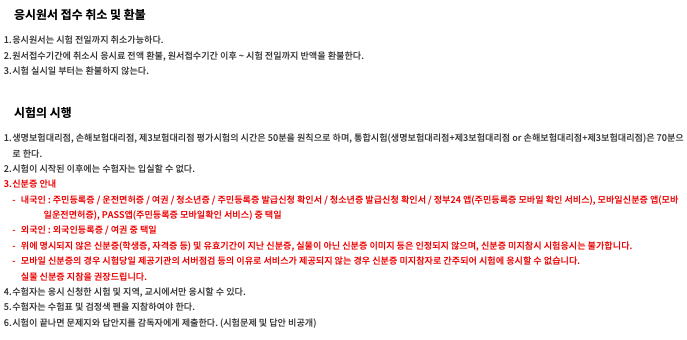 응시원서 접수 취소 및 환불
1.응시원서는 시험 전일까지 취소가능하다.
2.원서접수기간에 취소시 응시료 전액 환불, 원서접수기간 이후 ~ 시험 전일까지 반액을 환불한다.
3.시험 실시일 부터는 환불하지 않는다.
시험의 시행
1.생명보험대리점, 손해보험대리점, 제3보험대리점 평가시험의 시간은 50분을 원칙으로 하며, 통합시험(생명보험대리점+제3보험대리점 or 손해보험대리점+제3보험대리점)은 70분으
로 한다.
2.시험이 시작된 이후에는 수험자는 입실할 수 없다.
3.신분증 안내
- 내국인 : 주민등록증 / 운전면허증 / 여권 / 청소년증 / 주민등록증 발급신청 확인서 / 청소년증 발급신청 확인서 / 정부24 앱(주민등록증 모바일 확인 서비스), 모바일신분증 앱(모바
일운전면허증), PASS앱(주민등록증 모바일확인 서비스) 중 택일
- 외국인 : 외국인등록증 / 여권 중 택일
- 위에 명시되지 않은 신분증(학생증, 자격증 등) 및 유효기간이 지난 신분증, 실물이 아닌 신분증 이미지 등은 인정되지 않으며, 신분증 미지참시 시험응시는 불가합니다.
- 모바일 신분증의 경우 시험당일 제공기관의 서버점검 등의 이유로 서비스가 제공되지 않는 경우 신분증 미지참자로 간주되어 시험에 응시할 수 없습니다.
실물 신분증 지참을 권장드립니다.
4.수험자는 응시 신청한 시험 및 지역, 교시에서만 응시할 수 있다.
5.수험자는 수험표 및 검정색 펜을 지참하여야 한다.
6.시험이 끝나면 문제지와 답안지를 감독자에게 제출한다. (시험문제 및 답안 비공개)